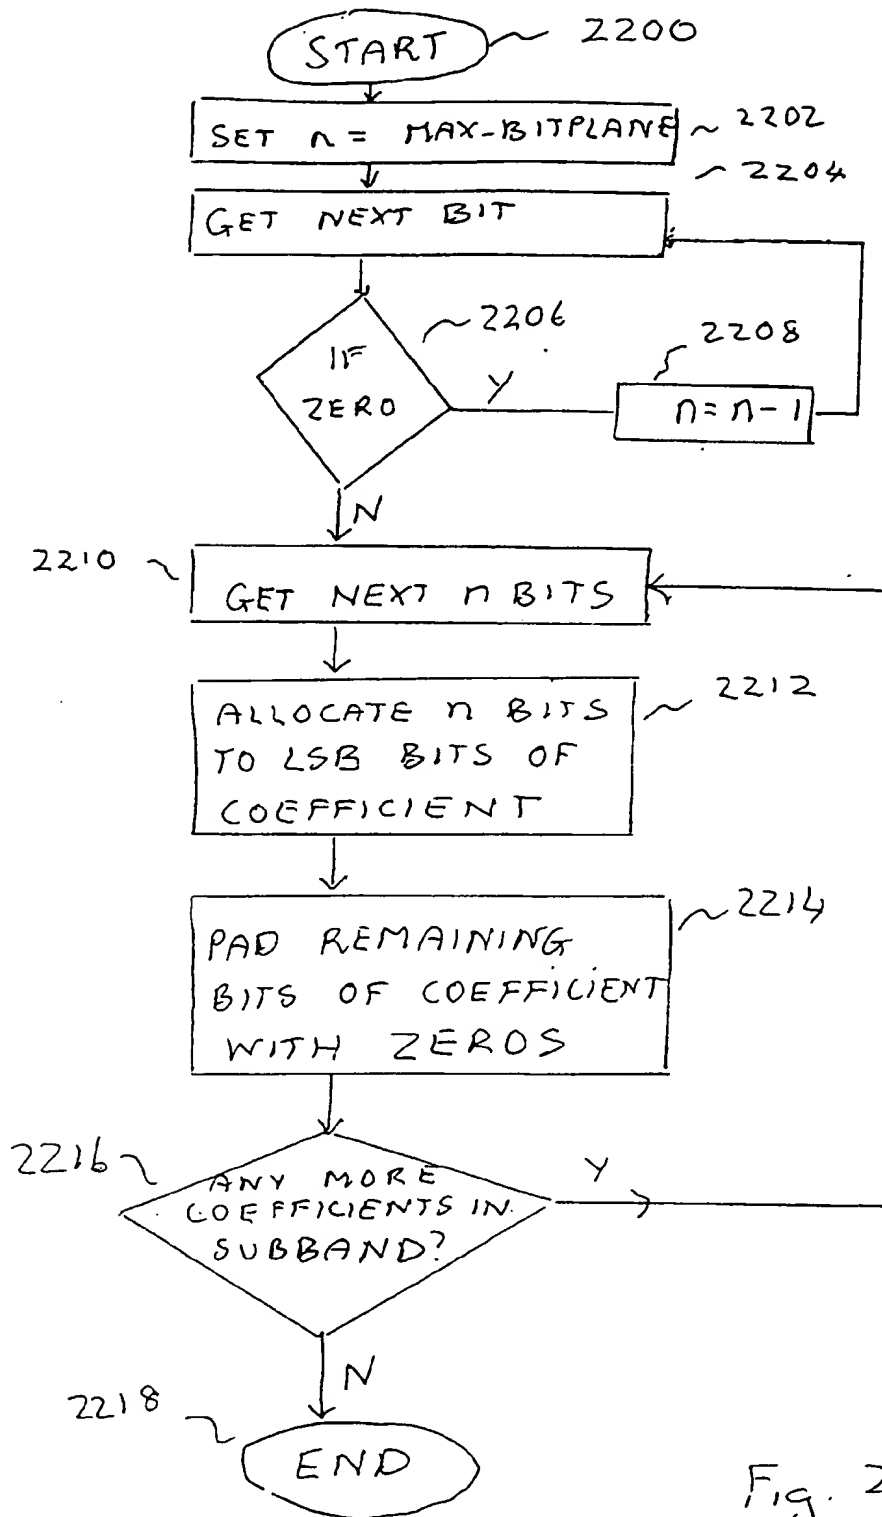 START 2200
SET n = MAX-BITPLANE 2202
2204
GET NEXT BIT
2206
IF
ZERO
Y
2208
n = n - 1
N
2210
GET NEXT n BITS
2212
ALLOCATE n BITS
TO LSB BITS OF
COEFFICIENT
2214
PAD REMAINING
BITS OF COEFFICIENT
WITH ZEROS
2216
ANY MORE
COEFFICIENTS IN
SUBBAND?
Y
N
2218
END
Fig. 2